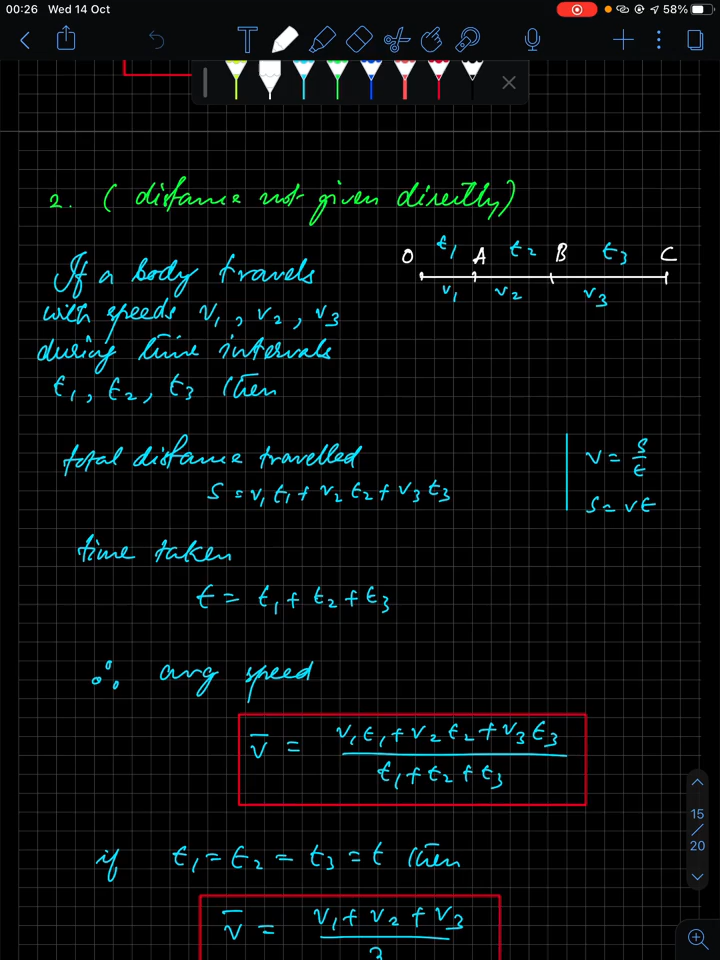 00:26 Wed 14 Oct
58%
2. (distance not given directly)
O t₁ A t₂ B t₃ C
v₁ v₂ v₃
If a body travels
with speeds v₁, v₂, v₃
during time intervals
t₁, t₂, t₃ then
total distance travelled
S = v₁t₁ + v₂t₂ + v₃t₃
v = s/t
s = vt
time taken
t = t₁ + t₂ + t₃
∴ avg speed
v̅ = (v₁t₁ + v₂t₂ + v₃t₃)/(t₁ + t₂ + t₃)
if t₁ = t₂ = t₃ = t then
v̅ = (v₁ + v₂ + v₃)/3
15
/
20